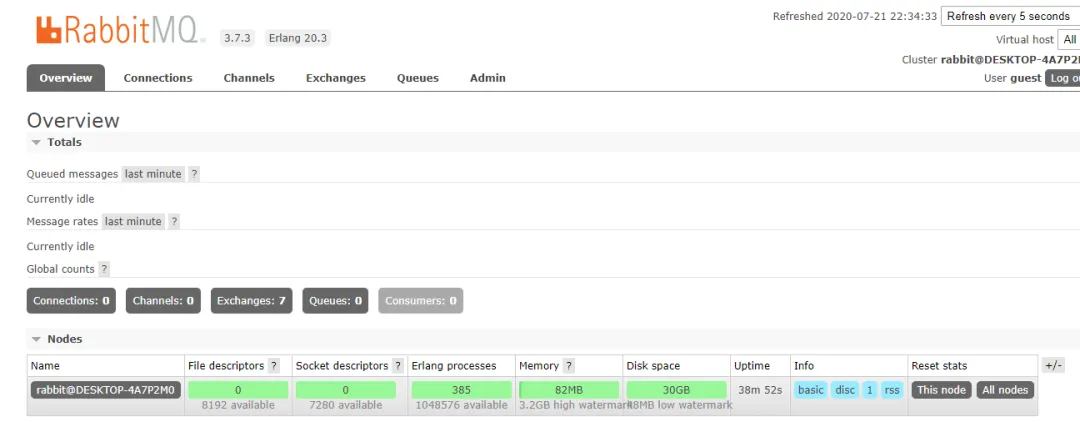 RabbitMQ 3.7.3 Erlang 20.3
Refreshed 2020-07-21 22:34:33 Refresh every 5 seconds
Virtual host All
Cluster rabbit@DESKTOP-4A7P2M
User guest Log ou
Overview Connections Channels Exchanges Queues Admin
Overview
Totals
Queued messages last minute ?
Currently idle
Message rates last minute ?
Currently idle
Global counts ?
Connections: 0 Channels: 0 Exchanges: 7 Queues: 0 Consumers: 0
Nodes
Name File descriptors ? Socket descriptors ? Erlang processes Memory ? Disk space Uptime Info Reset stats +/-
rabbit@DESKTOP-4A7P2M0 0 0 385 82MB 30GB 38m 52s basic disc 1 rss This node All nodes
8192 available 7280 available 1048576 available 3.2GB high watermark 48MB low watermark